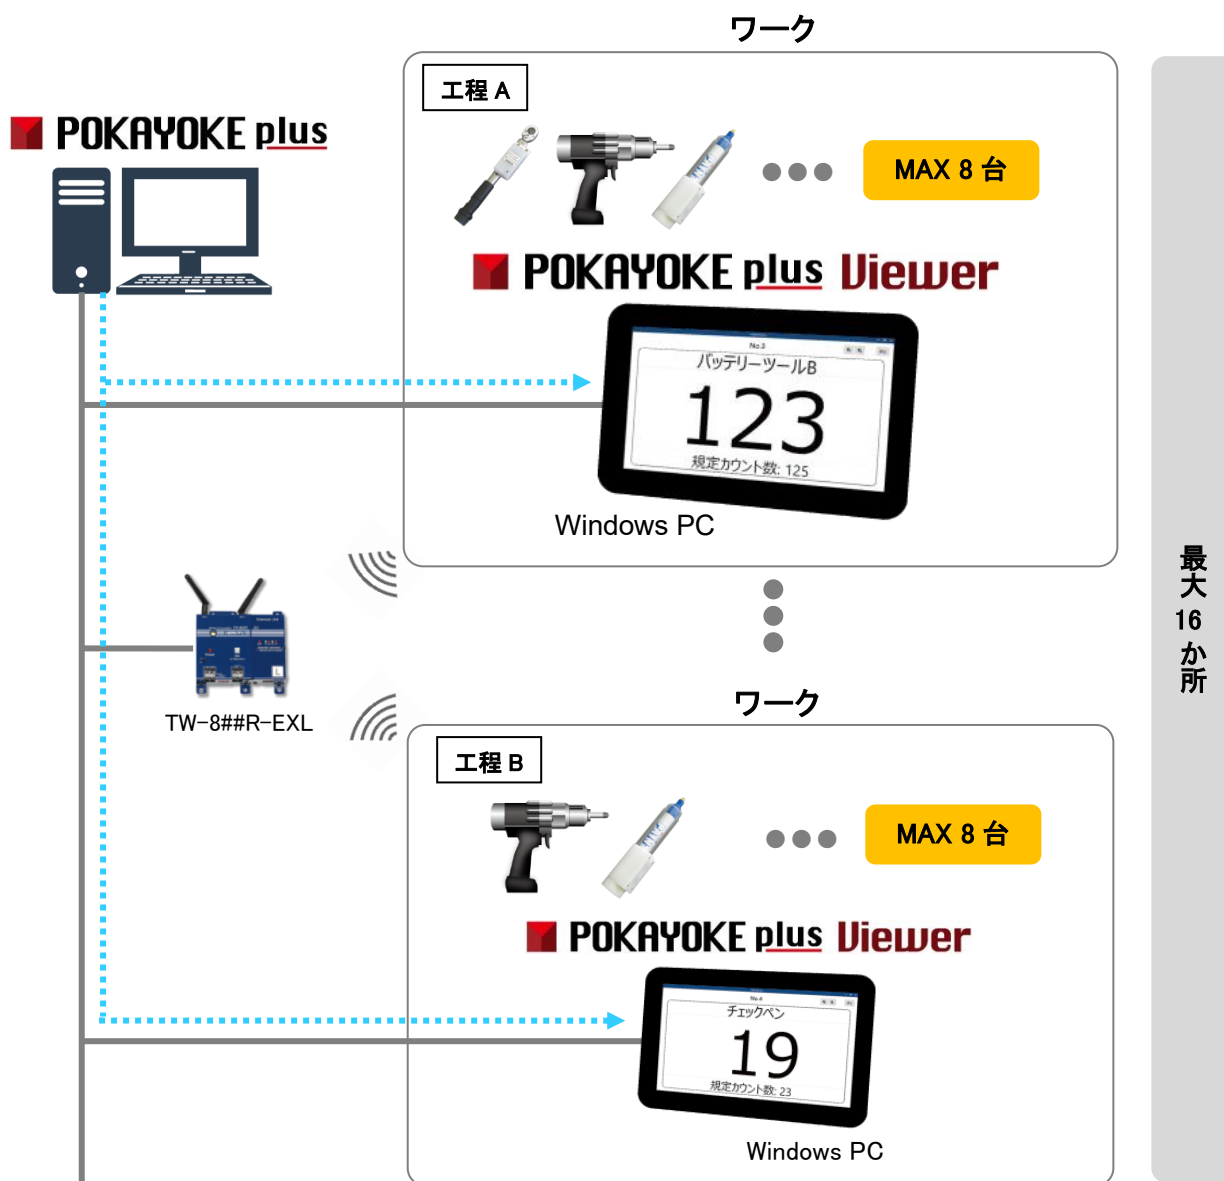 ワーク
工程 A
POKAYOKE plus
MAX 8 台
POKAYOKE plus Viewer
No.3
バッテリーツールB
123
規定カウント数: 125
Windows PC
最大16か所
TW-8##R-EXL
ワーク
工程 B
MAX 8 台
POKAYOKE plus Viewer
No.4
チェックペン
19
規定カウント数: 23
Windows PC